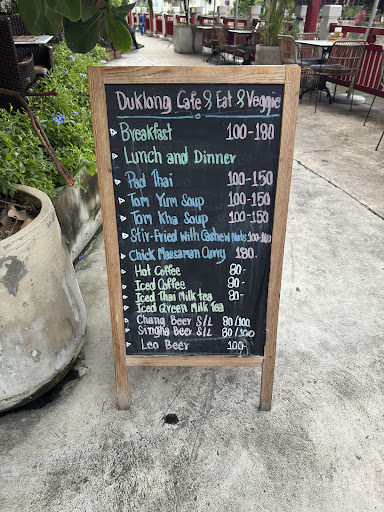 Duklong Cafe & Eat & Veggie
Breakfast 100-180
Lunch and Dinner
Pad Thai 100-150
Tom Yum Soup 100-150
Tom Kha Soup 100-150
Stir-Fried With Cashew Nuts 100-160
Chick Massaman Curry 180.
Hot Coffee 80-
Iced Coffee 90-
Iced Thai Milk tea 80-
Iced Green Milk tea
Chang Beer S/L 80/100
Singha Beer S/L 80/100
Leo Beer 100-